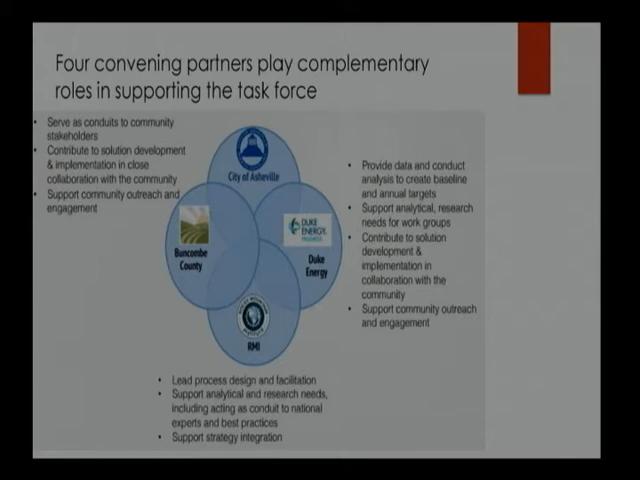 Four convening partners play complementary
roles in supporting the task force
• Serve as conduits to community
stakeholders
• Contribute to solution development
& implementation in close
collaboration with the community
• Support community outreach and
engagement
City of Asheville
Buncombe
County
DUKE
ENERGY
PROGRESS
Duke
Energy
RMI
• Provide data and conduct
analysis to create baseline
and annual targets
• Support analytical, research
needs for work groups
• Contribute to solution
development &
implementation in
collaboration with the
community
• Support community outreach
and engagement
• Lead process design and facilitation
• Support analytical and research needs,
including acting as conduit to national
experts and best practices
• Support strategy integration